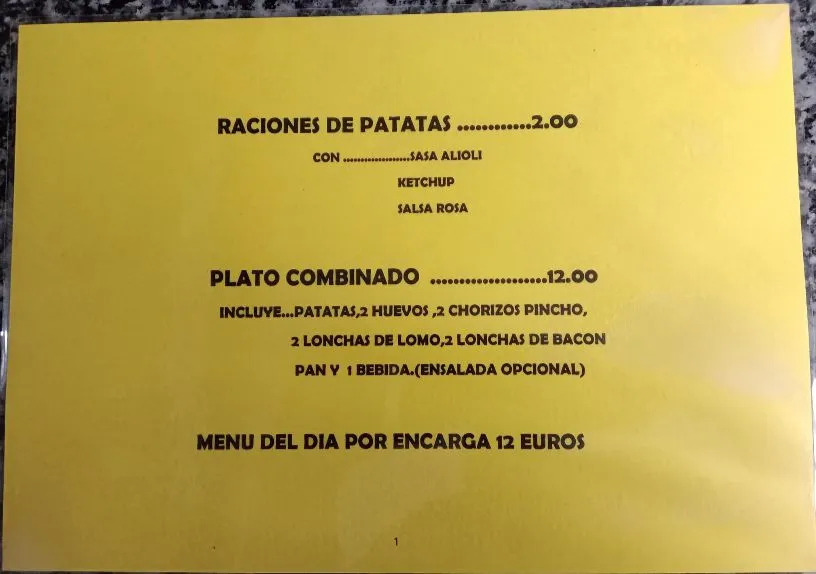 RACIONES DE PATATAS ............2.00
CON ...................SASA ALIOLI
KETCHUP
SALSA ROSA
PLATO COMBINADO .....................12.00
INCLUYE...PATATAS,2 HUEVOS ,2 CHORIZOS PINCHO,
2 LONCHAS DE LOMO,2 LONCHAS DE BACON
PAN Y 1 BEBIDA.(ENSALADA OPCIONAL)
MENU DEL DIA POR ENCARGA 12 EUROS
1